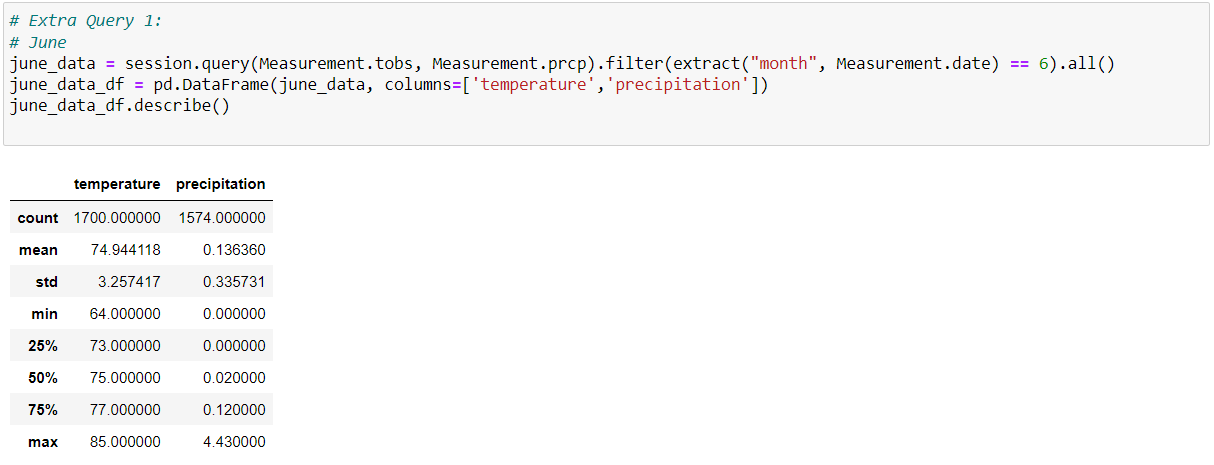 # Extra Query 1:
# June
june_data = session.query(Measurement.tobs, Measurement.prcp).filter(extract("month", Measurement.date) == 6).all()
june_data_df = pd.DataFrame(june_data, columns=['temperature','precipitation'])
june_data_df.describe()
temperature precipitation
count 1700.000000 1574.000000
mean 74.944118 0.136360
std 3.257417 0.335731
min 64.000000 0.000000
25% 73.000000 0.000000
50% 75.000000 0.020000
75% 77.000000 0.120000
max 85.000000 4.430000